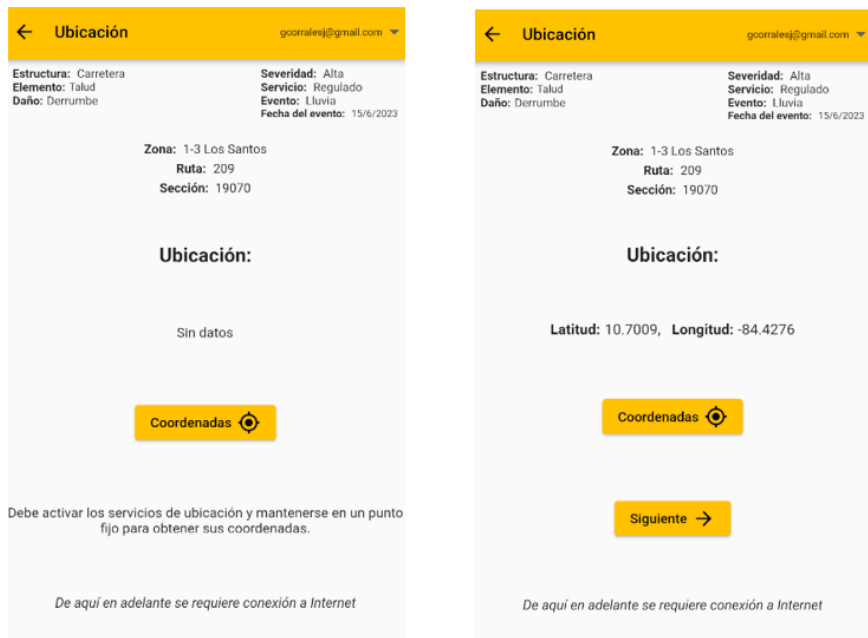 Ubicación
gcorralesj@gmail.com
Estructura: Carretera
Elemento: Talud
Daño: Derrumbe
Severidad: Alta
Servicio: Regulado
Evento: Lluvia
Fecha del evento: 15/6/2023
Zona: 1-3 Los Santos
Ruta: 209
Sección: 19070
Ubicación:
Sin datos
Coordenadas
Debe activar los servicios de ubicación y mantenerse en un punto
fijo para obtener sus coordenadas.
De aquí en adelante se requiere conexión a Internet
Ubicación
gcorralesj@gmail.com
Estructura: Carretera
Elemento: Talud
Daño: Derrumbe
Severidad: Alta
Servicio: Regulado
Evento: Lluvia
Fecha del evento: 15/6/2023
Zona: 1-3 Los Santos
Ruta: 209
Sección: 19070
Ubicación:
Latitud: 10.7009, Longitud: -84.4276
Coordenadas
Siguiente
De aquí en adelante se requiere conexión a Internet